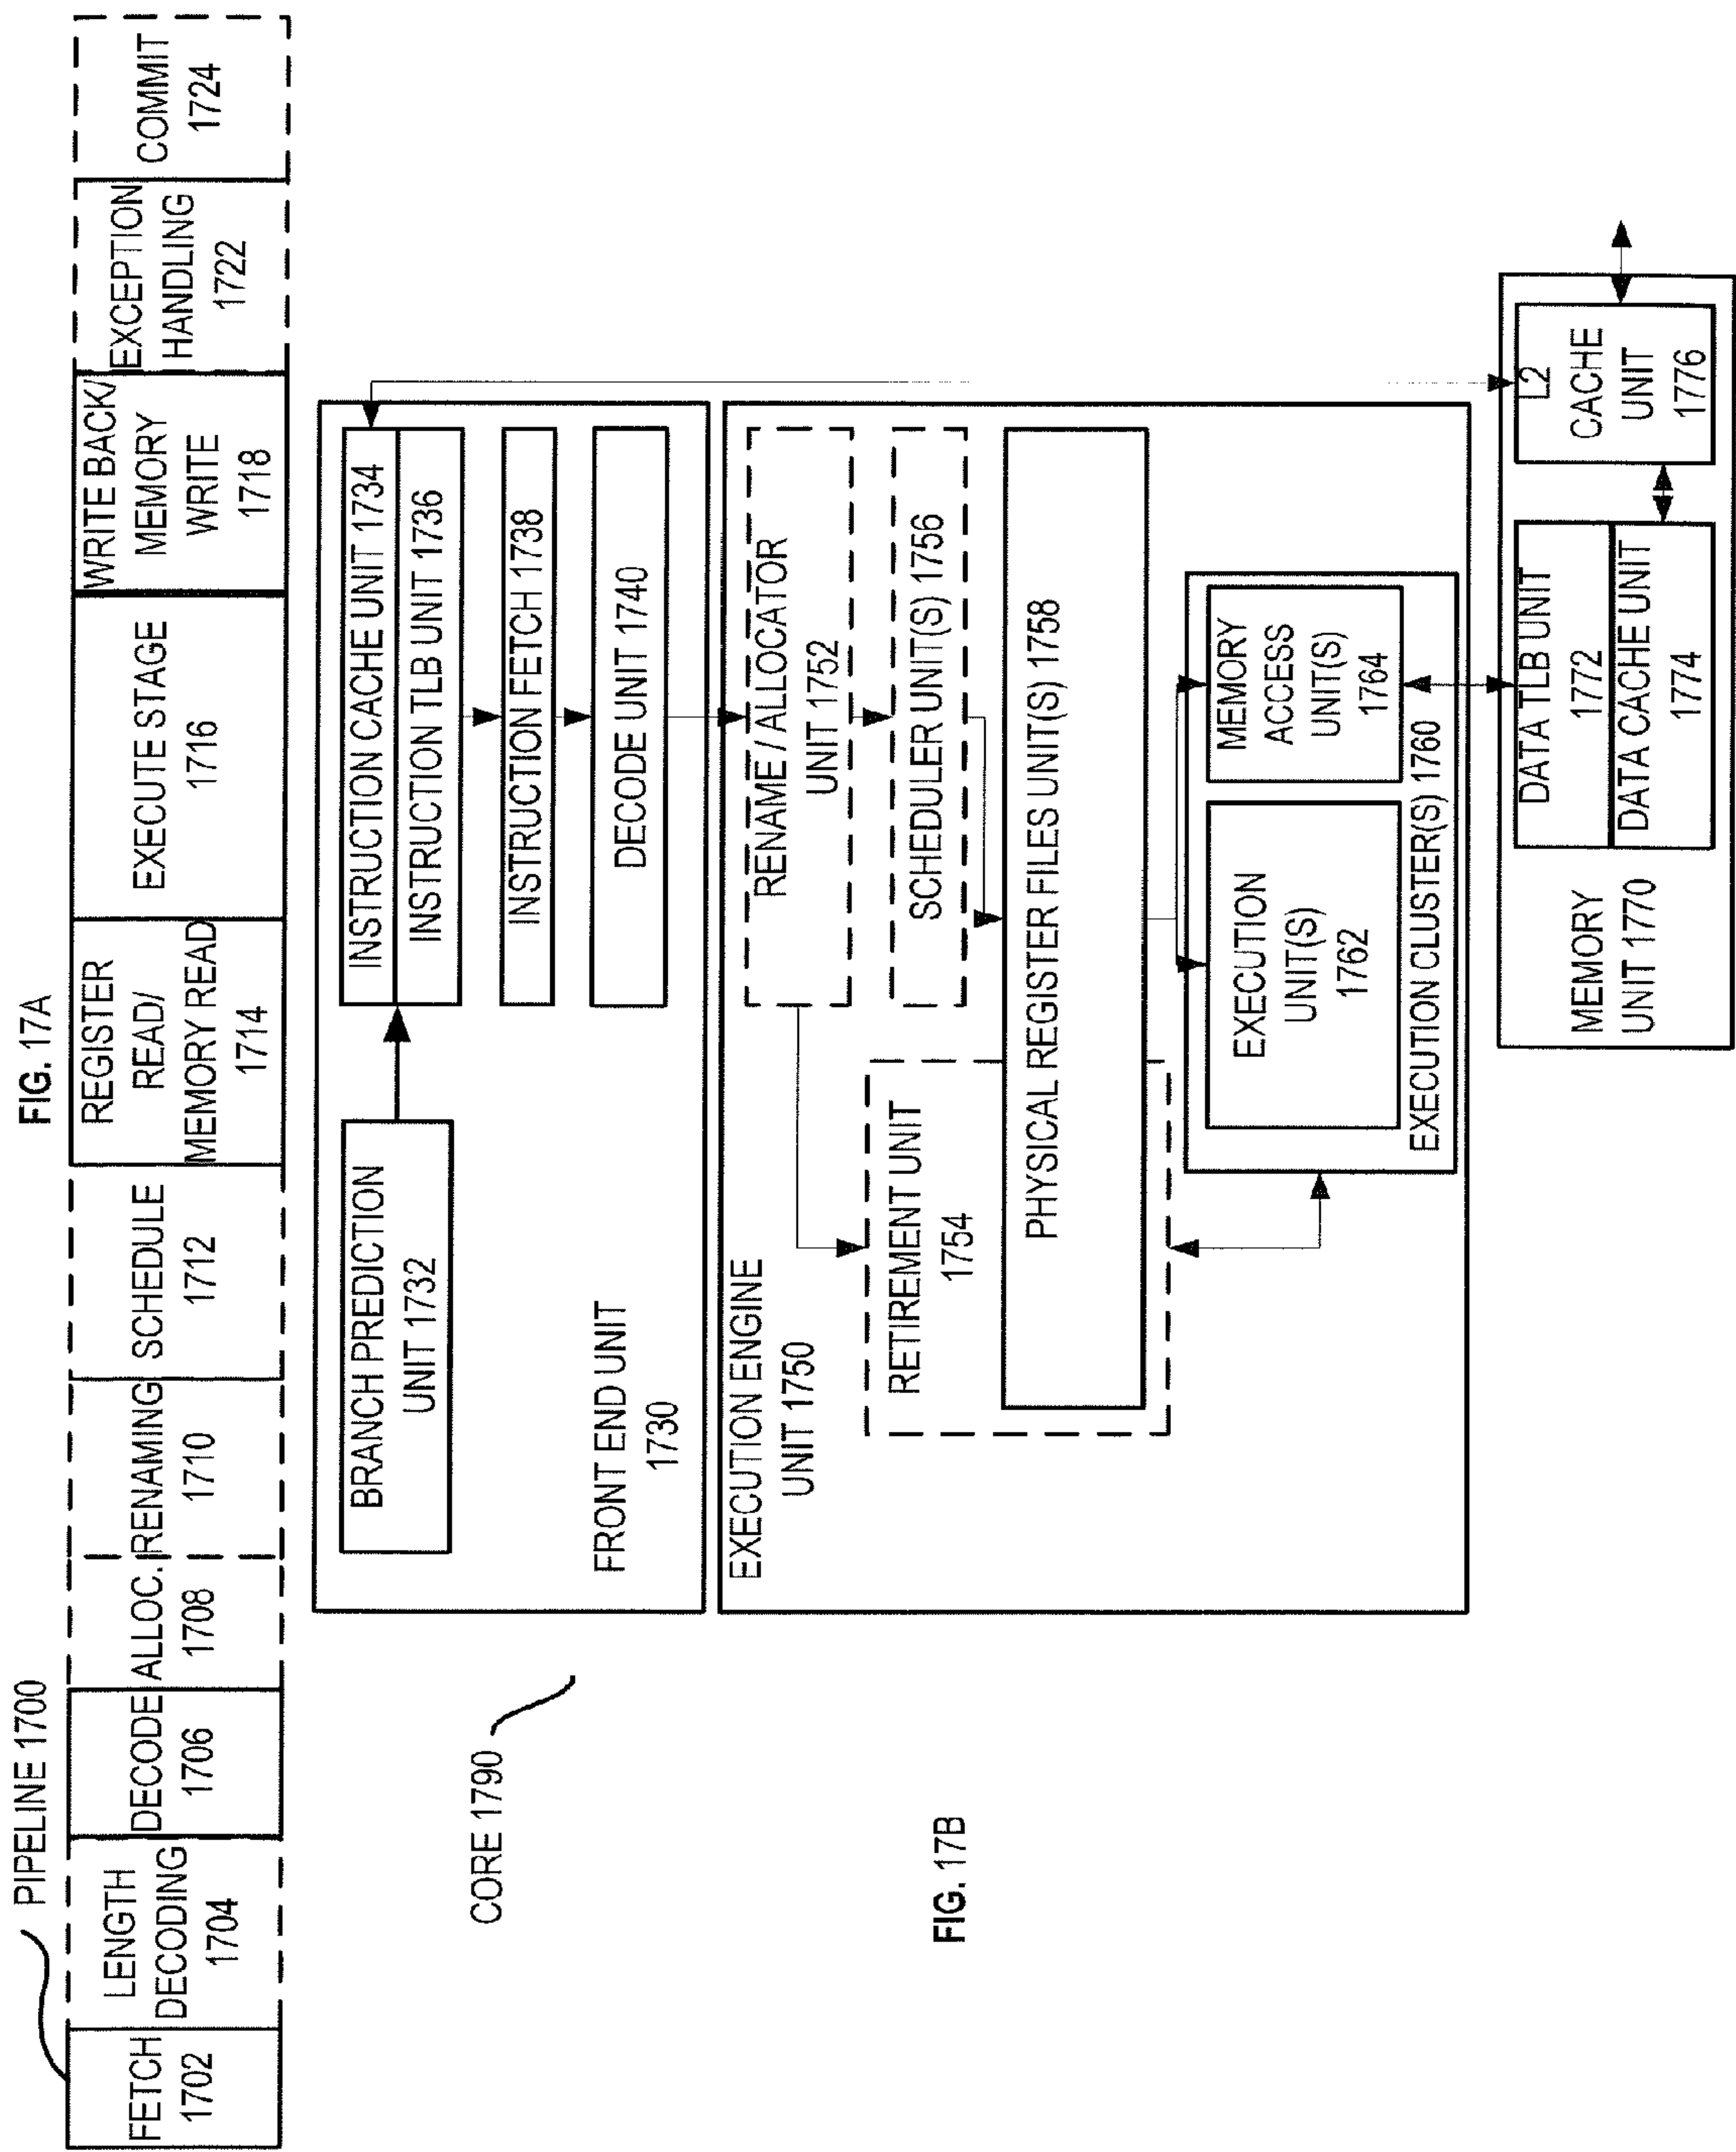 FIG. 17A
PIPELINE 1700
FETCH
1702
LENGTH
DECODING
1704
DECODE
1706
ALLOC.
1708
RENAMING
1710
SCHEDULE
1712
REGISTER
READ/
MEMORY READ
1714
EXECUTE STAGE
1716
WRITE BACK/
MEMORY
WRITE
1718
EXCEPTION
HANDLING
1722
COMMIT
1724
CORE 1790
BRANCH PREDICTION
UNIT 1732
INSTRUCTION CACHE UNIT 1734
INSTRUCTION TLB UNIT 1736
INSTRUCTION FETCH 1738
DECODE UNIT 1740
FRONT END UNIT
1730
EXECUTION ENGINE
UNIT 1750
RENAME / ALLOCATOR
UNIT 1752
RETIREMENT UNIT
1754
SCHEDULER UNIT(S) 1756
PHYSICAL REGISTER FILES UNIT(S) 1758
EXECUTION
UNIT(S)
1762
MEMORY
ACCESS
UNIT(S)
1764
EXECUTION CLUSTER(S) 1760
MEMORY
UNIT 1770
DATA TLB UNIT
1772
DATA CACHE UNIT
1774
L2
CACHE
UNIT
1776
FIG. 17B